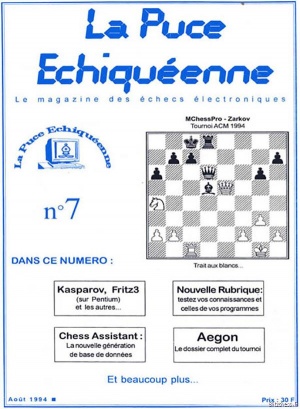 La Puce
Echiquéenne
Le magazine des échecs électroniques
La Puce Echiquéenne
MChessPro - Zarkov
Tournoi ACM 1994
n°7
Trait aux blancs...
DANS CE NUMERO :
Kasparov, Fritz3
(sur Pentium)
et les autres...
Nouvelle Rubrique:
testez vos connaissances et
celles de vos programmes
Chess Assistant :
La nouvelle génération
de base de données
Aegon
Le dossier complet du tournoi
Et beaucoup plus...
Août 1994
Prix : 30 F